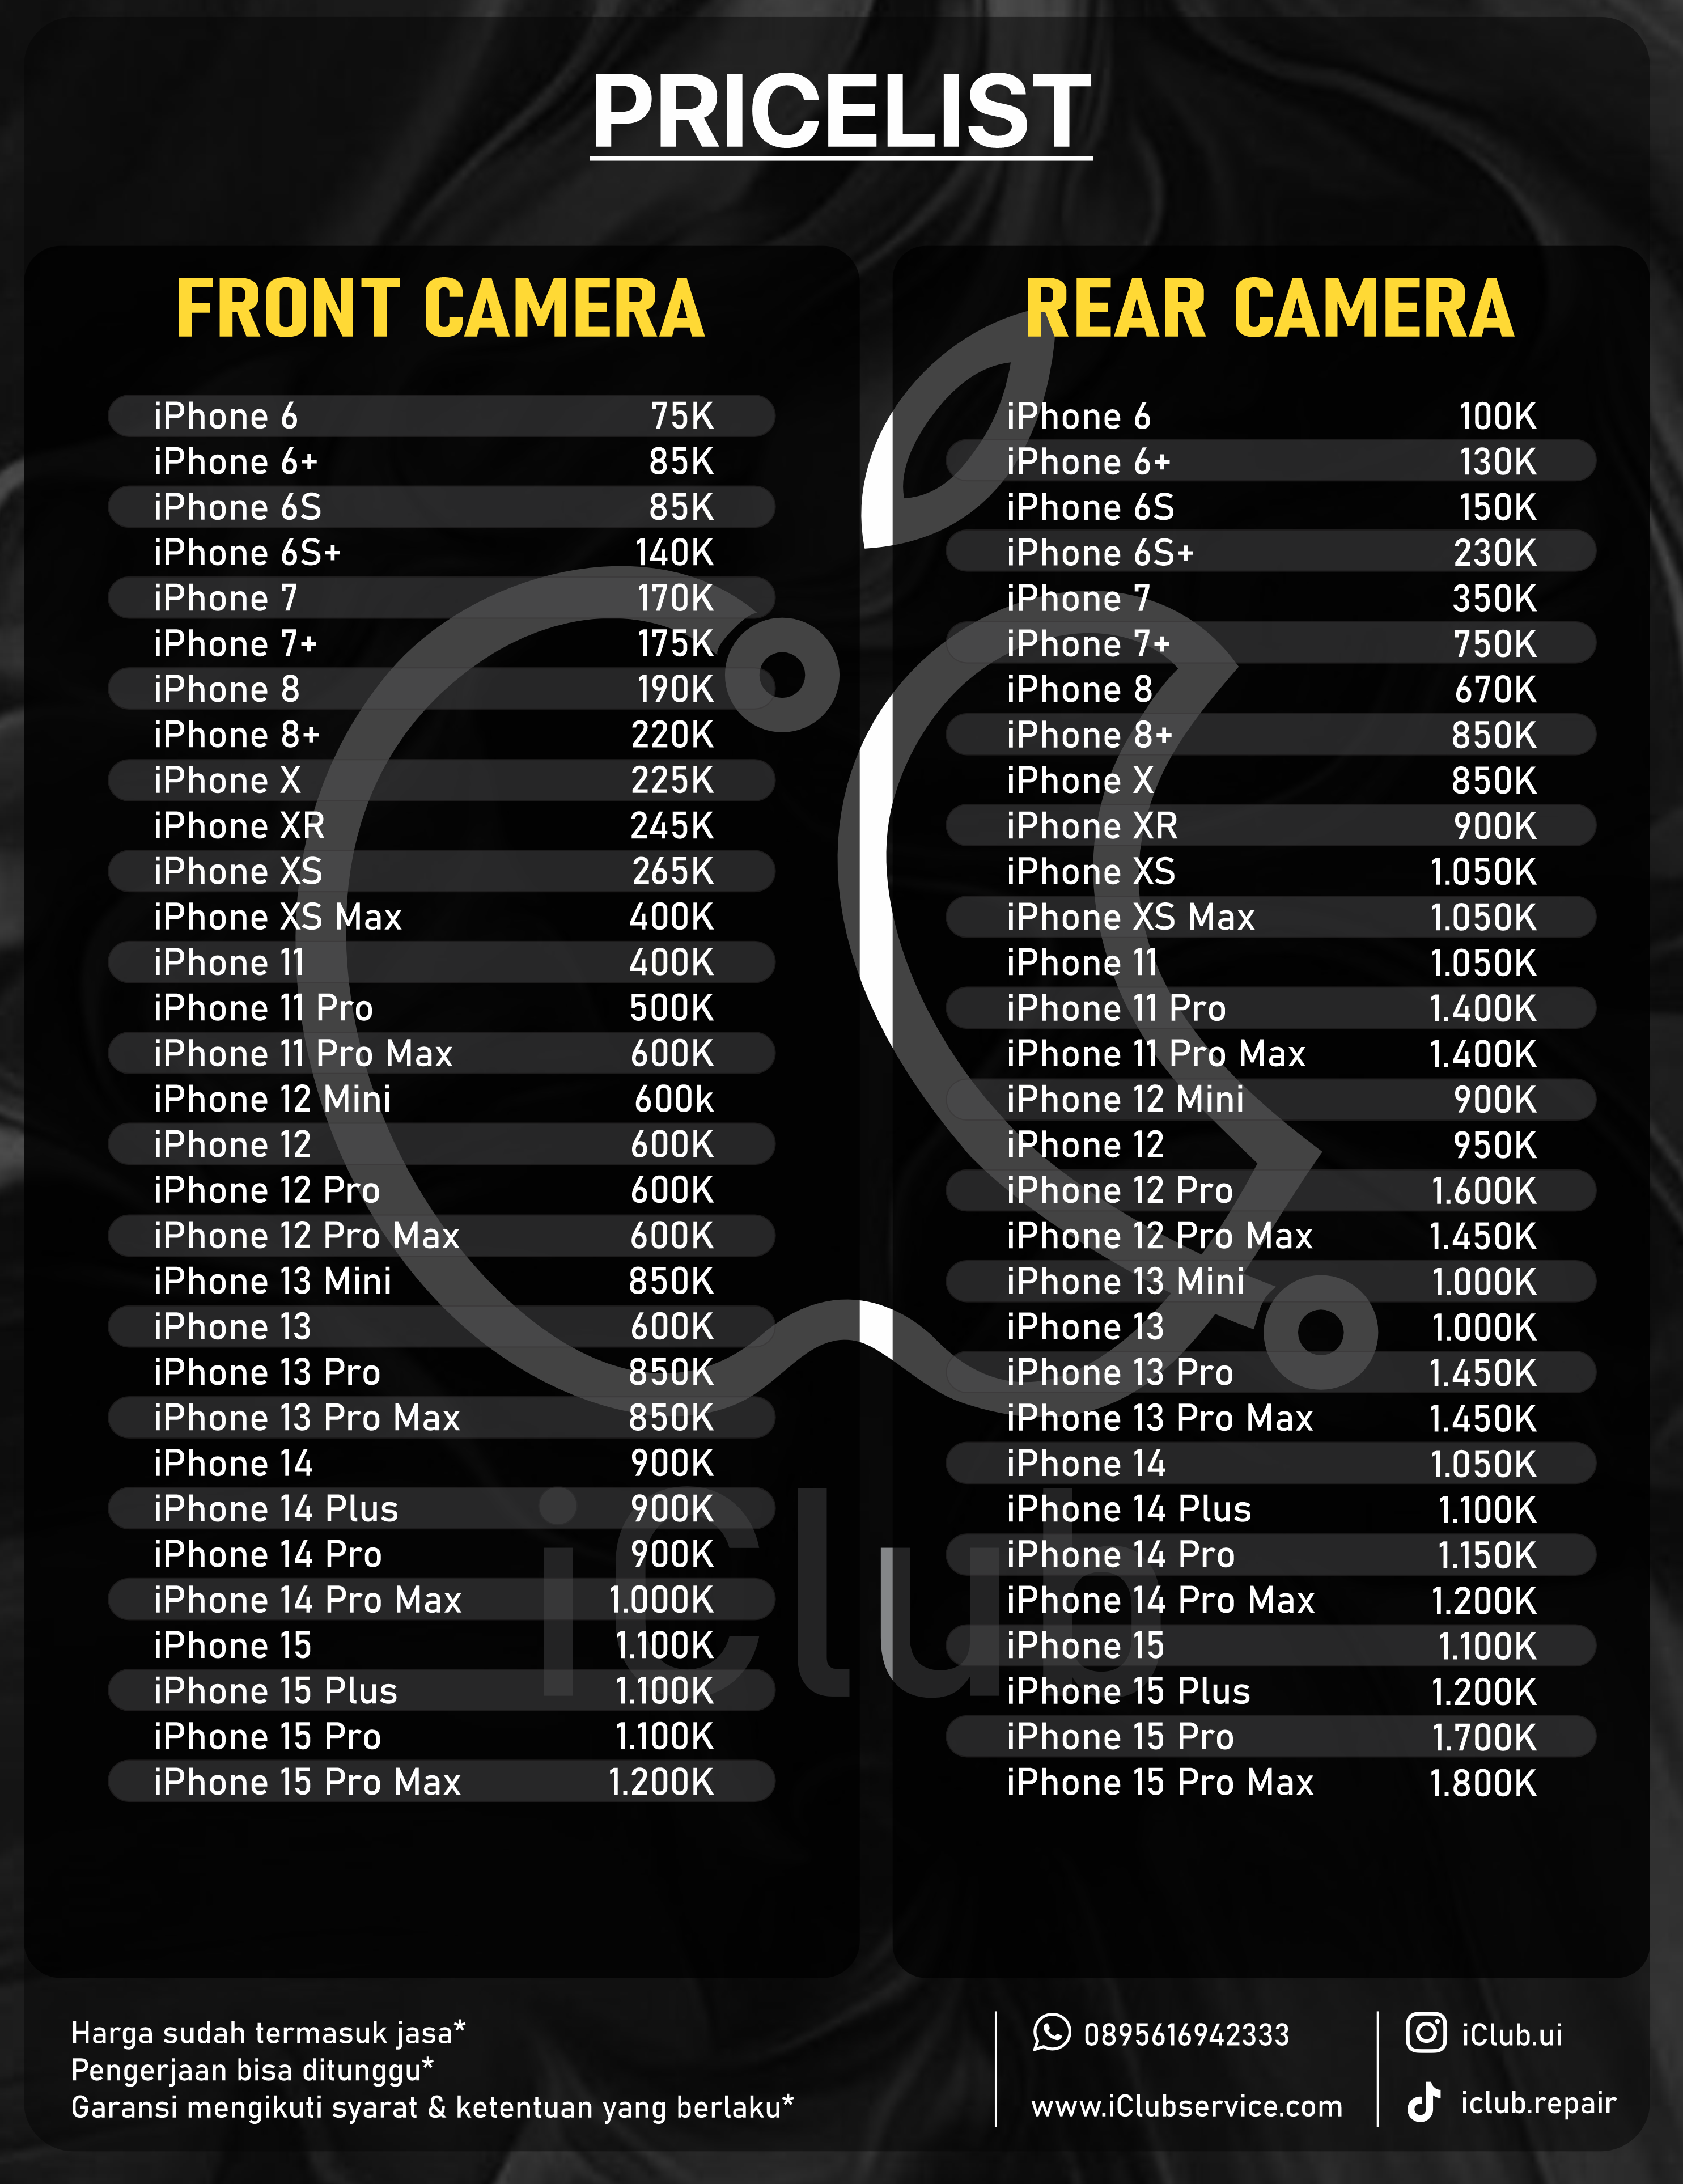 PRICELIST
FRONT CAMERA
iPhone 6 75K
iPhone 6+ 85K
iPhone 6S 85K
iPhone 6S+ 140K
iPhone 7 170K
iPhone 7+ 175K
iPhone 8 190K
iPhone 8+ 220K
iPhone X 225K
iPhone XR 245K
iPhone XS 265K
iPhone XS Max 400K
iPhone 11 400K
iPhone 11 Pro 500K
iPhone 11 Pro Max 600K
iPhone 12 Mini 600k
iPhone 12 600K
iPhone 12 Pro 600K
iPhone 12 Pro Max 600K
iPhone 13 Mini 850K
iPhone 13 600K
iPhone 13 Pro 850K
iPhone 13 Pro Max 850K
iPhone 14 900K
iPhone 14 Plus 900K
iPhone 14 Pro 900K
iPhone 14 Pro Max 1.000K
iPhone 15 1.100K
iPhone 15 Plus 1.100K
iPhone 15 Pro 1.100K
iPhone 15 Pro Max 1.200K
REAR CAMERA
iPhone 6 100K
iPhone 6+ 130K
iPhone 6S 150K
iPhone 6S+ 230K
iPhone 7 350K
iPhone 7+ 750K
iPhone 8 670K
iPhone 8+ 850K
iPhone X 850K
iPhone XR 900K
iPhone XS 1.050K
iPhone XS Max 1.050K
iPhone 11 1.050K
iPhone 11 Pro 1.400K
iPhone 11 Pro Max 1.400K
iPhone 12 Mini 900K
iPhone 12 950K
iPhone 12 Pro 1.600K
iPhone 12 Pro Max 1.450K
iPhone 13 Mini 1.000K
iPhone 13 1.000K
iPhone 13 Pro 1.450K
iPhone 13 Pro Max 1.450K
iPhone 14 1.050K
iPhone 14 Plus 1.100K
iPhone 14 Pro 1.150K
iPhone 14 Pro Max 1.200K
iPhone 15 1.100K
iPhone 15 Plus 1.200K
iPhone 15 Pro 1.700K
iPhone 15 Pro Max 1.800K
iClub
Harga sudah termasuk jasa*
Pengerjaan bisa ditunggu*
Garansi mengikuti syarat & ketentuan yang berlaku*
0895616942333
www.iClubservice.com
iClub.ui
iclub.repair